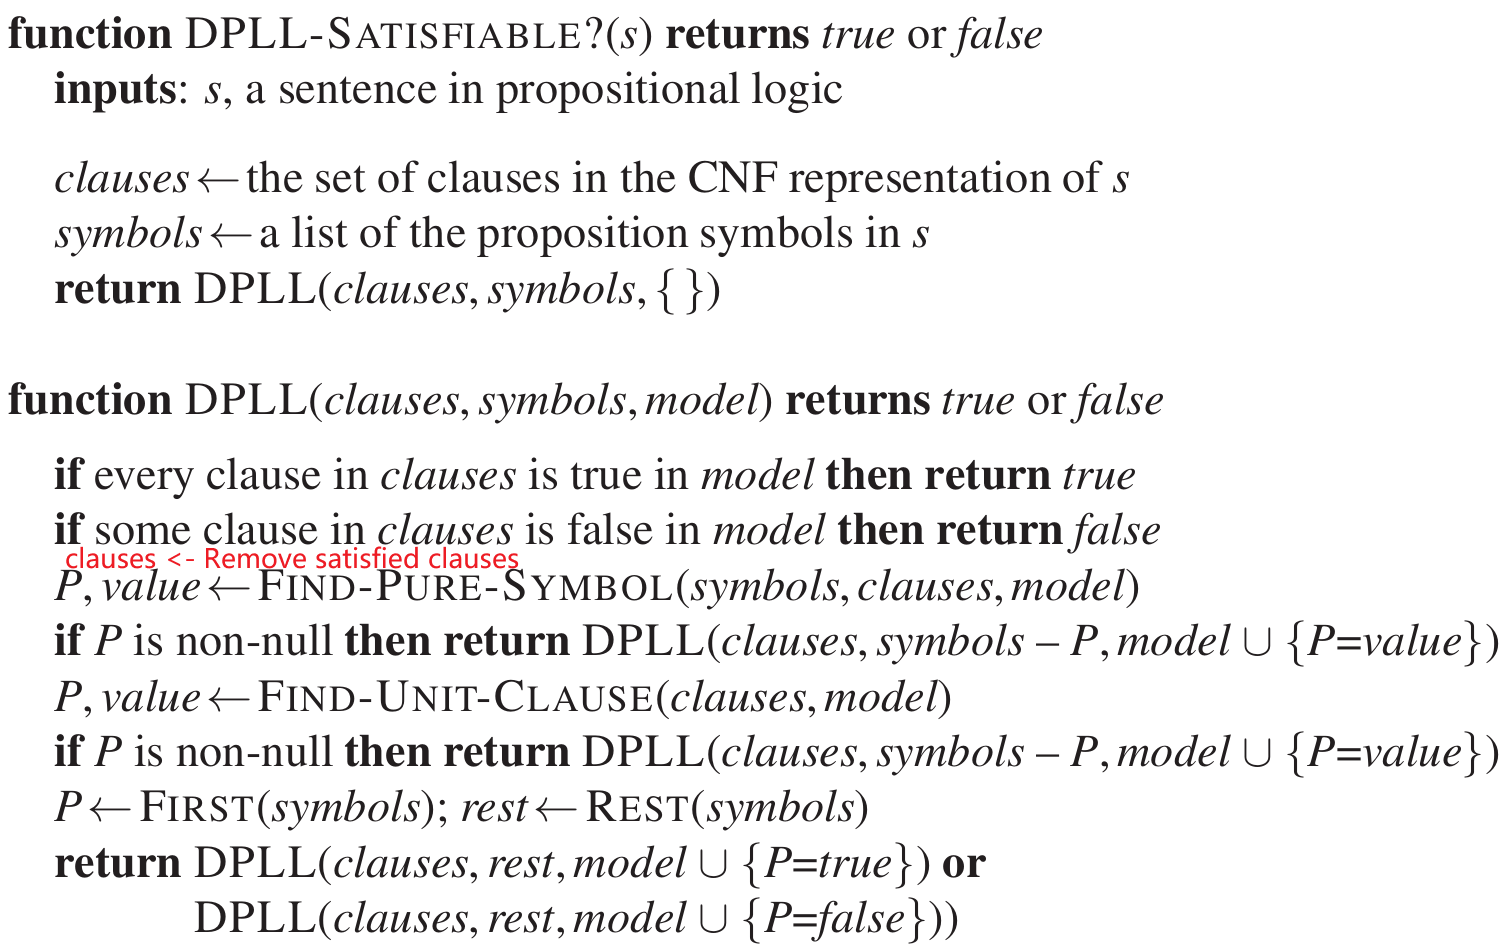 function DPLL-SATISFIABLE?(s) returns true or false
inputs: s, a sentence in propositional logic
clauses ← the set of clauses in the CNF representation of s
symbols ← a list of the proposition symbols in s
return DPLL(clauses, symbols, { })
function DPLL(clauses, symbols, model) returns true or false
if every clause in clauses is true in model then return true
if some clause in clauses is false in model then return false
clauses <- Remove satisfied clauses
P, value ← FIND-PURE-SYMBOL(symbols, clauses, model)
if P is non-null then return DPLL(clauses, symbols – P, model ∪ {P=value})
P, value ← FIND-UNIT-CLAUSE(clauses, model)
if P is non-null then return DPLL(clauses, symbols – P, model ∪ {P=value})
P ← FIRST(symbols); rest ← REST(symbols)
return DPLL(clauses, rest, model ∪ {P=true}) or
DPLL(clauses, rest, model ∪ {P=false}))